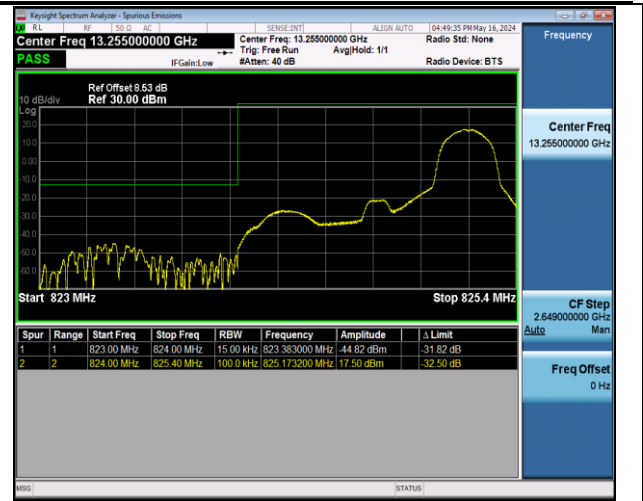 Keysight Spectrum Analyzer - Spurious Emissions
RL RF 50 Ω AC SENSE:INT ALIGN AUTO 04:49:35 PM May 16, 2024
Center Freq 13.255000000 GHz Center Freq: 13.255000000 GHz Radio Std: None Frequency
Trig: Free Run Avg|Hold: 1/1
PASS IFGain:Low #Atten: 40 dB Radio Device: BTS
Ref Offset 8.53 dB
10 dB/div Ref 30.00 dBm
Log
20.0
10.0
0.00
-10.0
-20.0
-30.0
-40.0
-50.0
-60.0
Start 823 MHz Stop 825.4 MHz
Center Freq
13.255000000 GHz
CF Step
2.649000000 GHz
Auto Man
Freq Offset
0 Hz
Spur Range Start Freq Stop Freq RBW Frequency Amplitude Δ Limit
1 1 823.00 MHz 824.00 MHz 15.00 kHz 823.383000 MHz -44.82 dBm -31.82 dB
2 2 824.00 MHz 825.40 MHz 100.0 kHz 825.173200 MHz 17.50 dBm -32.50 dB
MSG STATUS